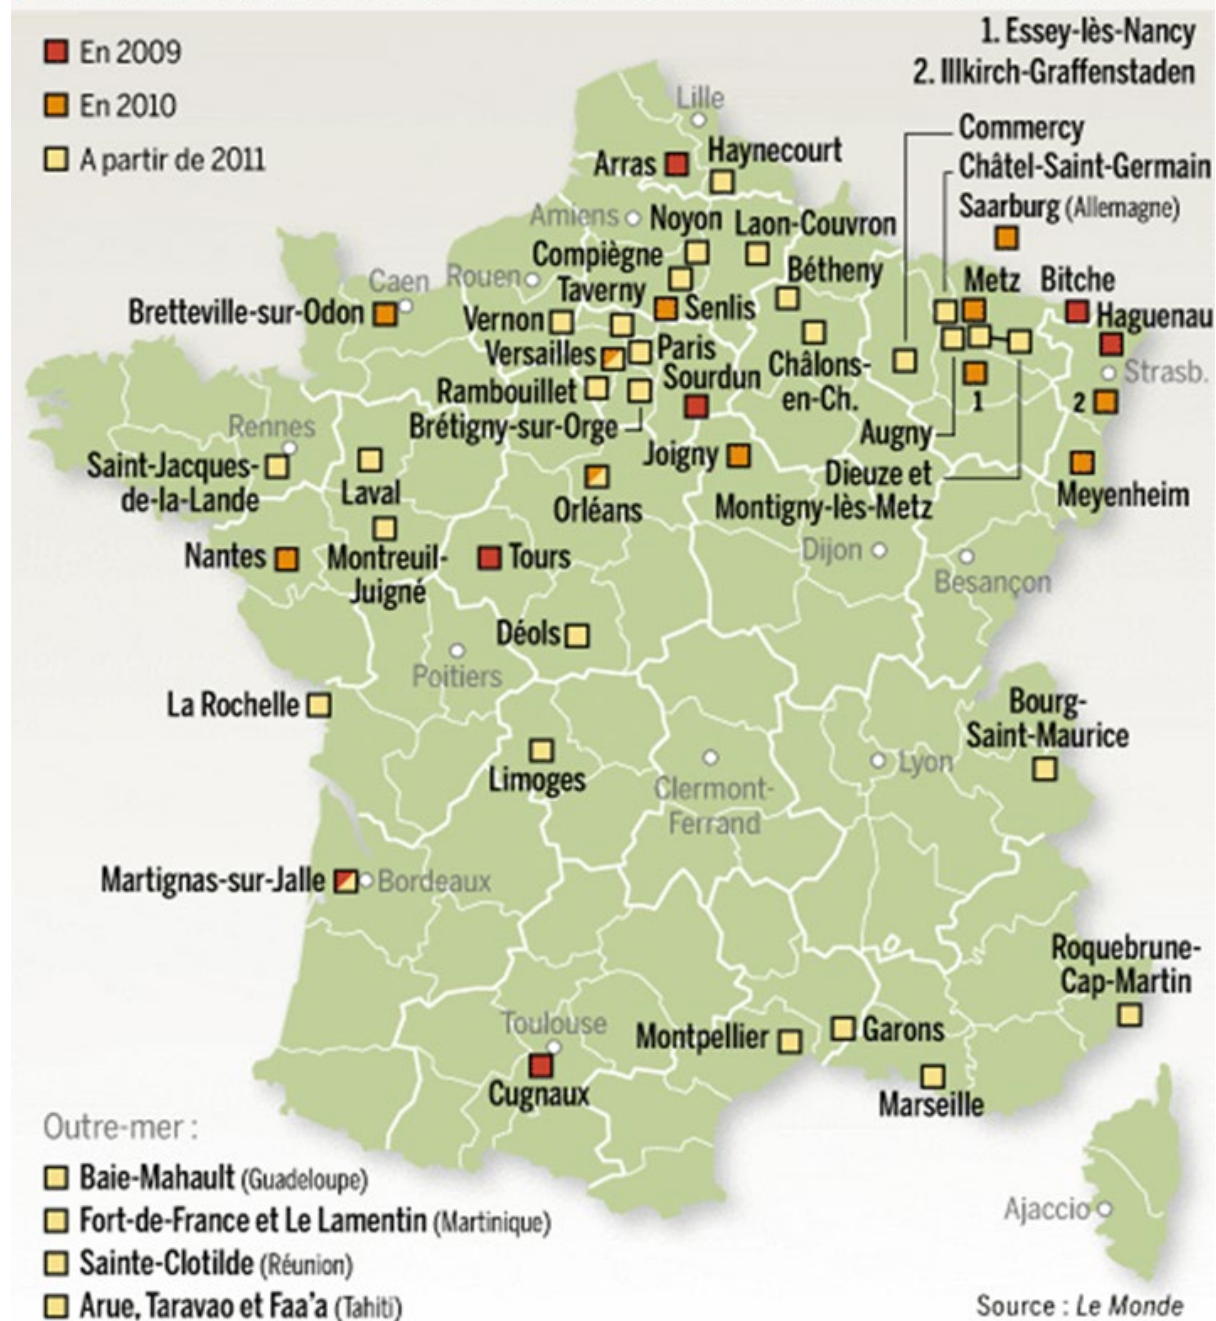 En 2009
En 2010
A partir de 2011
1. Essey-lès-Nancy
2. Illkirch-Graffenstaden
Commercy
Châtel-Saint-Germain
Saarburg (Allemagne)
Lille
Arras
Haynecourt
Amiens
Noyon
Laon-Couvron
Compiègne
Bétheny
Caen
Rouen
Taverny
Senlis
Metz
Bitche
Bretteville-sur-Odon
Vernon
Haguenau
Versailles
Paris
Châlons-
en-Ch.
Strasb.
Rambouillet
Sourdun
1
2
Brétigny-sur-Orge
Augny
Rennes
Joigny
Dieuze et
Montigny-lès-Metz
Saint-Jacques-
de-la-Lande
Laval
Orléans
Meyenheim
Nantes
Montreuil-
Juigné
Tours
Dijon
Besançon
Déols
Poitiers
La Rochelle
Bourg-
Saint-Maurice
Limoges
Clermont-
Ferrand
Lyon
Martignas-sur-Jalle
Bordeaux
Roquebrune-
Cap-Martin
Toulouse
Montpellier
Garons
Cugnaux
Marseille
Outre-mer :
Baie-Mahault (Guadeloupe)
Fort-de-France et Le Lamentin (Martinique)
Sainte-Clotilde (Réunion)
Arue, Taravao et Faa'a (Tahiti)
Ajaccio
Source : Le Monde